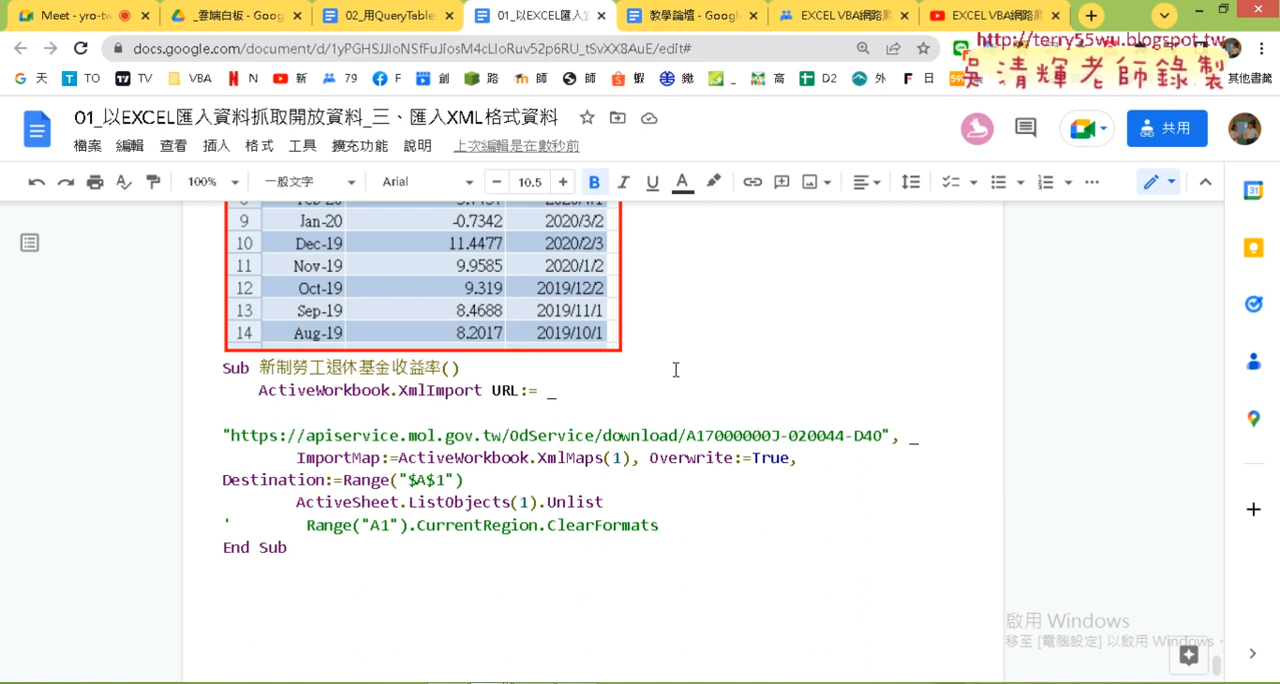 Meet - yro-tw
_雲端白板 - Goog
02_用QueryTable
01_以EXCEL匯入
教學論壇 - Google
EXCEL VBA網路
EXCEL VBA網路
docs.google.com/document/d/1yPGHSJJIoNSfFuJiosM4cLIoRuv52p6RU_tSvXX8AuE/edit#
http://terry55wu.blogspot.tw
吳清輝老師錄製
天 TO TV VBA N 新 79 F 創 路 師 師 蝦 _ 高 D2 外 日 其他書籤
01_以EXCEL匯入資料抓取開放資料_三、匯入XML格式資料
共用
檔案 編輯 查看 插入 格式 工具 擴充功能 說明 上次編輯是在數秒前
100% 一般文字 Arial 10.5 B I U A
9 Jan-20 -0.7342 2020/3/2
10 Dec-19 11.4477 2020/2/3
11 Nov-19 9.9585 2020/1/2
12 Oct-19 9.319 2019/12/2
13 Sep-19 8.4688 2019/11/1
14 Aug-19 8.2017 2019/10/1
Sub 新制勞工退休基金收益率()
ActiveWorkbook.XmlImport URL:= _
"https://apiservice.mol.gov.tw/OdService/download/A17000000J-020044-D4O", _
ImportMap:=ActiveWorkbook.XmlMaps(1), Overwrite:=True,
Destination:=Range("$A$1")
ActiveSheet.ListObjects(1).Unlist
' Range("A1").CurrentRegion.ClearFormats
End Sub
啟用 Windows
移至 [電腦設定] 以啟用 Windows。